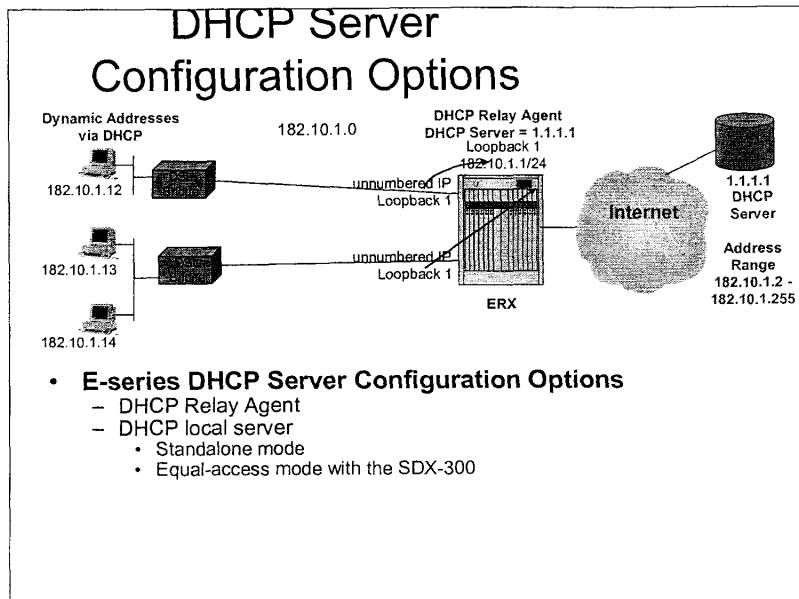 DHCP Server
Configuration Options
Dynamic Addresses
via DHCP
182.10.1.0
DHCP Relay Agent
DHCP Server = 1.1.1.1
Loopback 1
182.10.1.1/24
182.10.1.12
unnumbered IP
Loopback 1
Internet
1.1.1.1
DHCP
Server
182.10.1.13
unnumbered IP
Loopback 1
ERX
Address
Range
182.10.1.2 -
182.10.1.255
182.10.1.14
• E-series DHCP Server Configuration Options
– DHCP Relay Agent
– DHCP local server
• Standalone mode
• Equal-access mode with the SDX-300